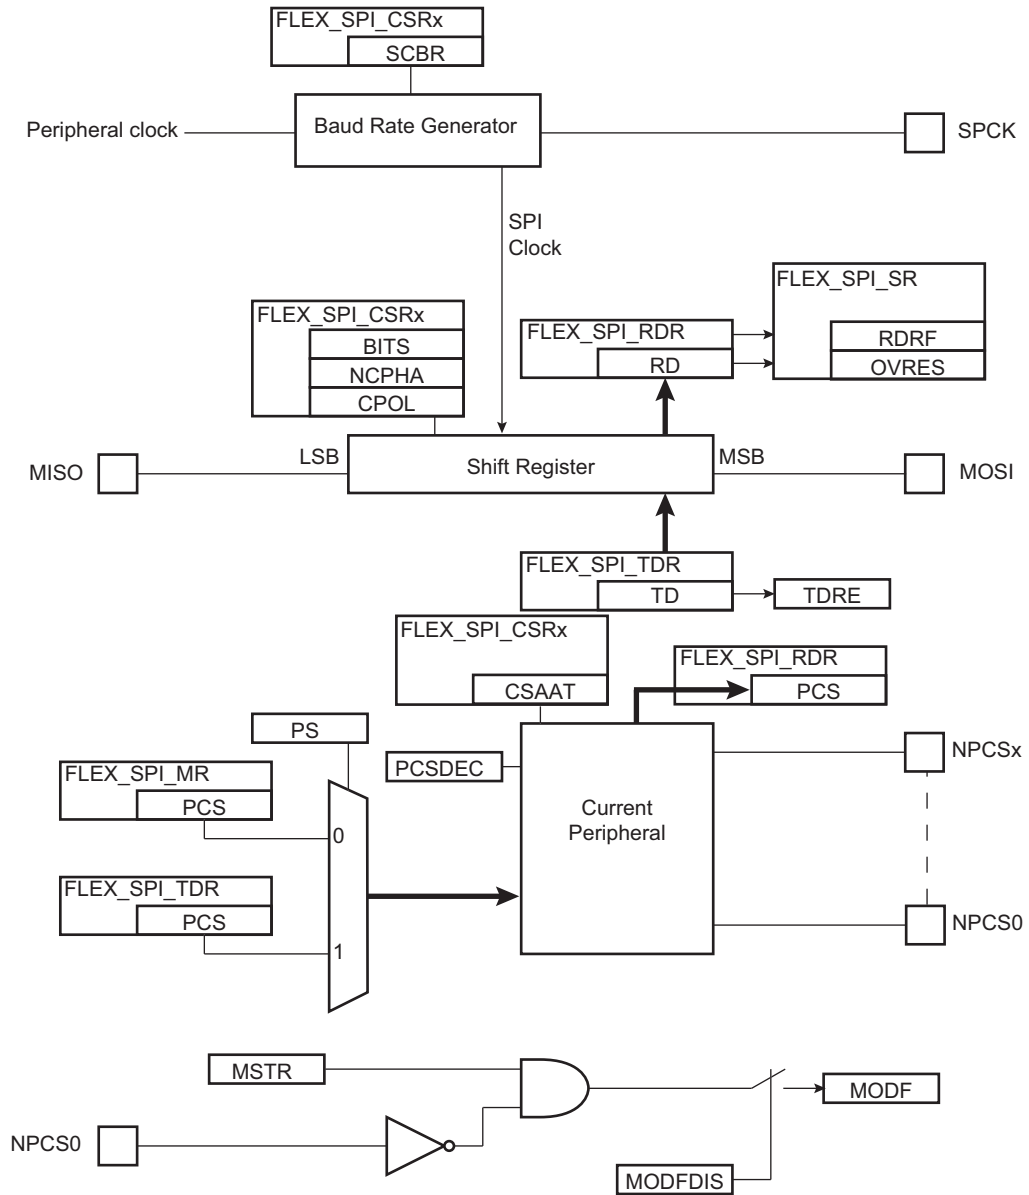 FLEX_SPI_CSRx
SCBR
Peripheral clock
Baud Rate Generator
SPCK
SPI
Clock
FLEX_SPI_SR
FLEX_SPI_CSRx
FLEX_SPI_RDR
RDRF
BITS
RD
OVRES
NCPHA
CPOL
LSB
MSB
MISO
Shift Register
MOSI
FLEX_SPI_TDR
TD
TDRE
FLEX_SPI_CSRx
FLEX_SPI_RDR
CSAAT
PCS
PS
NPCSx
PCSDEC
FLEX_SPI_MR
PCS
Current
Peripheral
0
FLEX_SPI_TDR
PCS
NPCS0
1
MSTR
MODF
NPCS0
MODFDIS